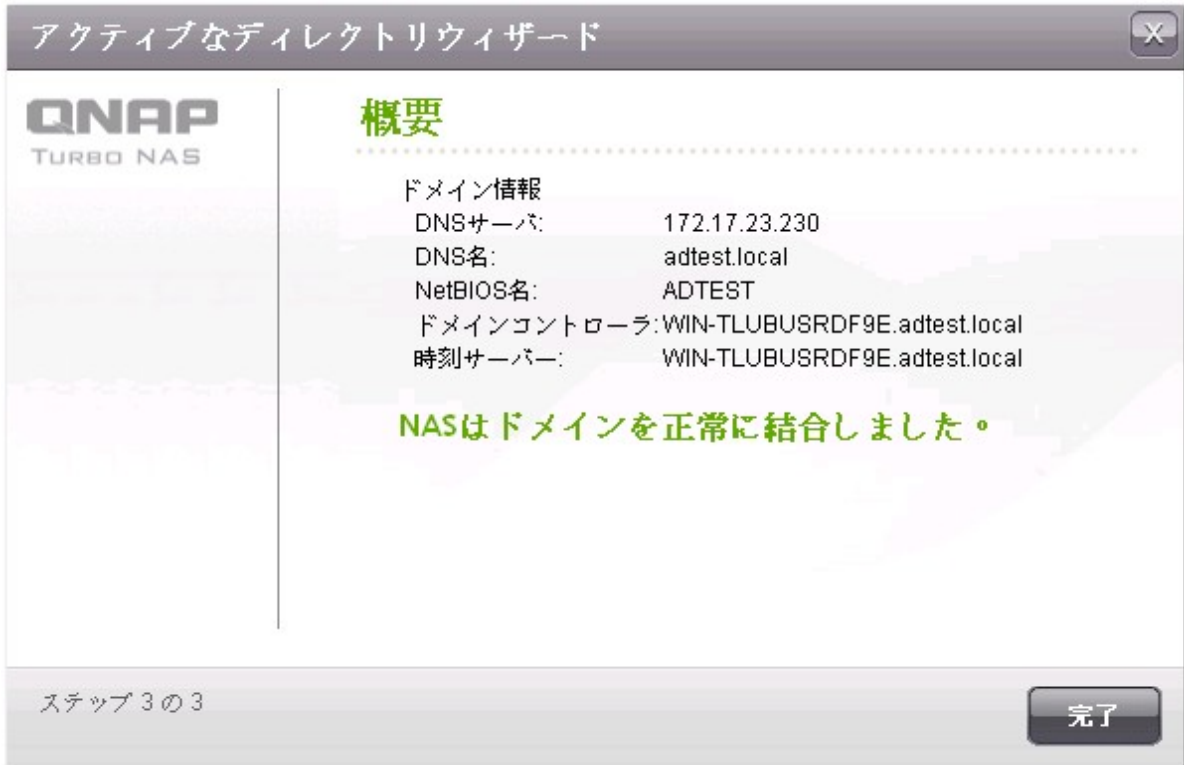 アクティブなディレクトリウィザード
X
QNAP
TURBO NAS
概要
ドメイン情報
DNSサーバ: 172.17.23.230
DNS名: adtest.local
NetBIOS名: ADTEST
ドメインコントローラ: WIN-TLUBUSRDF9E.adtest.local
時刻サーバー: WIN-TLUBUSRDF9E.adtest.local
NASはドメインを正常に結合しました。
ステップ 3 の 3
完了